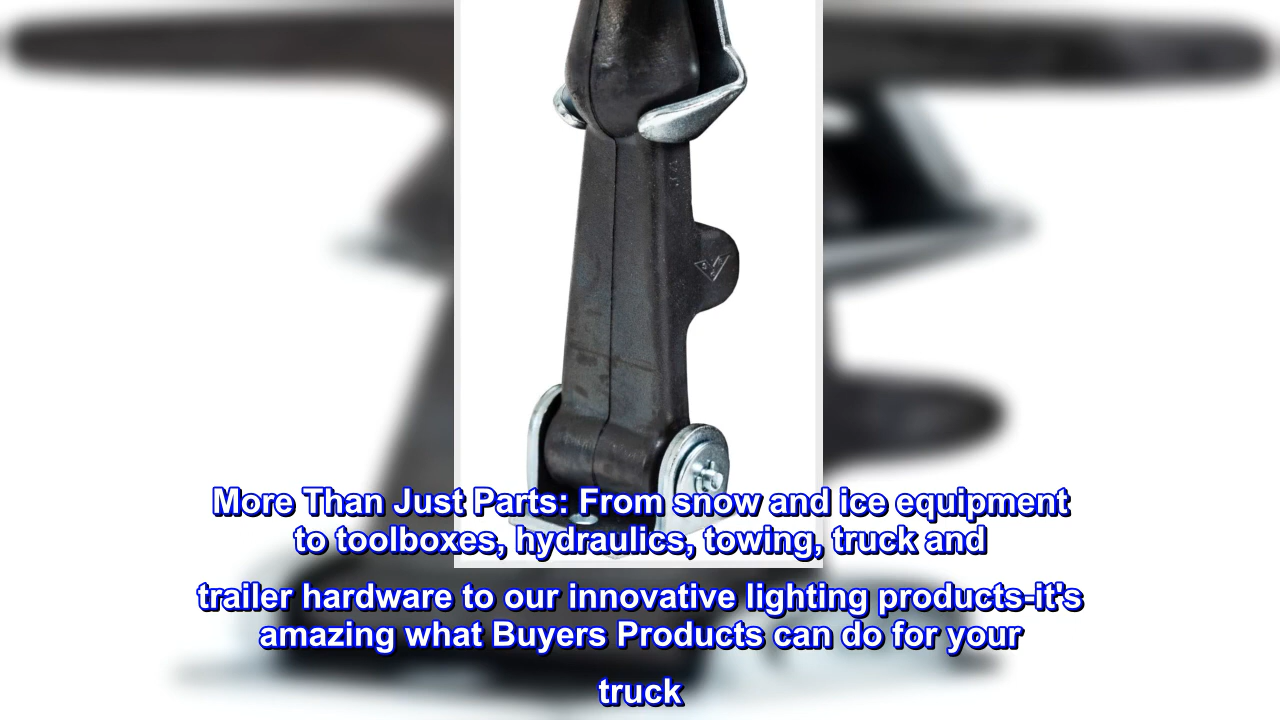 More Than Just Parts: From snow and ice equipment
to toolboxes, hydraulics, towing, truck and
trailer hardware to our innovative lighting products-it's
amazing what Buyers Products can do for your
truck